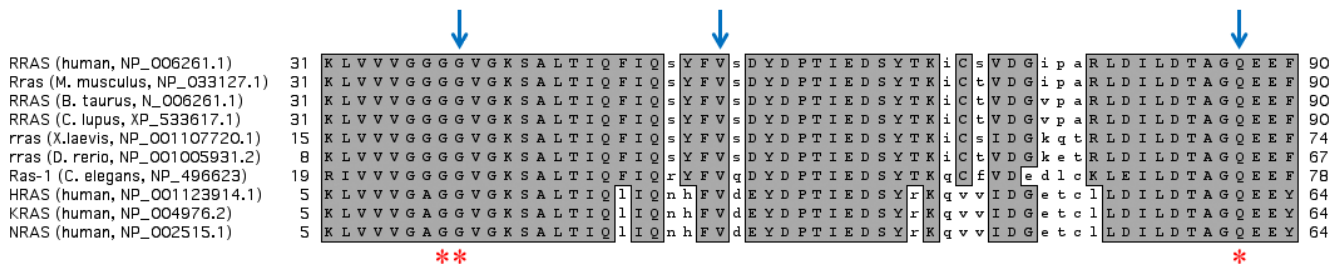 RRAS (human, NP_006261.1) 31 K L V V V G G G G V G K S A L T I Q F I Q s Y F V s D Y D P T I E D S Y T K i C s V D G i p a R L D I L D T A G Q E E F 90
Rras (M. musculus, NP_033127.1) 31 K L V V V G G G G V G K S A L T I Q F I Q s Y F V s D Y D P T I E D S Y T K i C t V D G i p a R L D I L D T A G Q E E F 90
RRAS (B. taurus, N_006261.1) 31 K L V V V G G G G V G K S A L T I Q F I Q s Y F V s D Y D P T I E D S Y T K i C t V D G v p a R L D I L D T A G Q E E F 90
RRAS (C. lupus, XP_533617.1) 31 K L V V V G G G G V G K S A L T I Q F I Q s Y F V s D Y D P T I E D S Y T K i C t V D G v p a R L D I L D T A G Q E E F 90
rras (X.laevis, NP_001107720.1) 15 K L V V V G G G G V G K S A L T I Q F I Q s Y F V s D Y D P T I E D S Y T K i C s I D G k q t R L D I L D T A G Q E E F 74
rras (D. rerio, NP_001005931.2) 8 K L V V V G G G G V G K S A L T I Q F I Q s Y F V s D Y D P T I E D S Y T K i C t V D G k e t R L D I L D T A G Q E E F 67
Ras-1 (C. elegans, NP_496623) 19 R I V V V G G G G V G K S A L T I Q F I Q r Y F V q D Y D P T I E D S Y T K q C f V D e d l c K L E I L D T A G Q E E F 78
HRAS (human, NP_001123914.1) 5 K L V V V G A G G V G K S A L T I Q l I Q n h F V d E Y D P T I E D S Y r K q v v I D G e t c l L D I L D T A G Q E E Y 64
KRAS (human, NP_004976.2) 5 K L V V V G A G G V G K S A L T I Q l I Q n h F V d E Y D P T I E D S Y r K q v v I D G e t c l L D I L D T A G Q E E Y 64
NRAS (human, NP_002515.1) 5 K L V V V G A G G V G K S A L T I Q l I Q n h F V d E Y D P T I E D S Y r K q v v I D G e t c l L D I L D T A G Q E E Y 64
** *